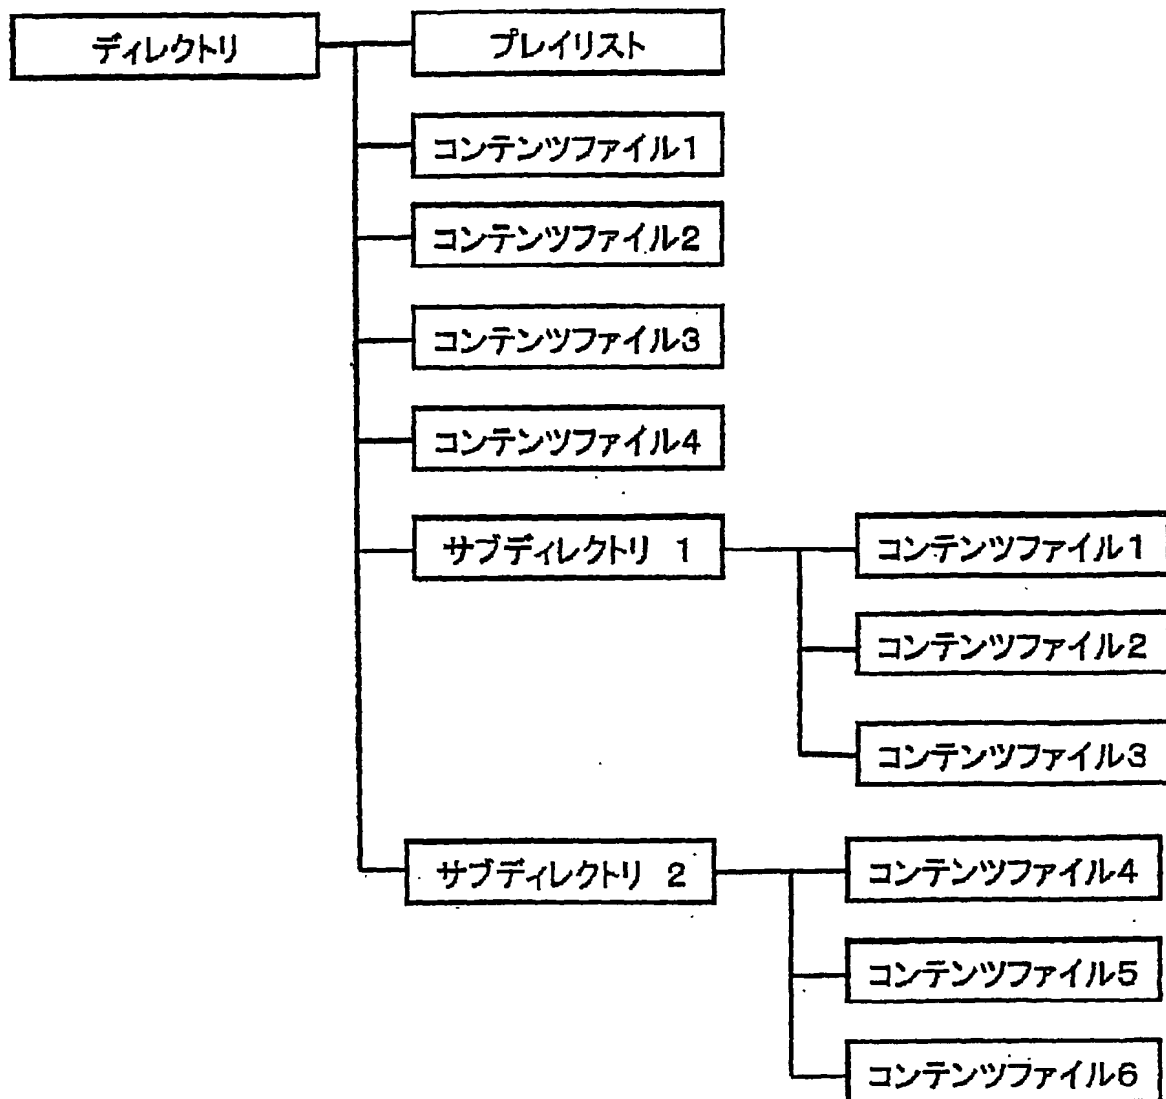 ディレクトリ
プレイリスト
コンテンツファイル1
コンテンツファイル2
コンテンツファイル3
コンテンツファイル4
サブディレクトリ 1
コンテンツファイル1
コンテンツファイル2
コンテンツファイル3
サブディレクトリ 2
コンテンツファイル4
コンテンツファイル5
コンテンツファイル6